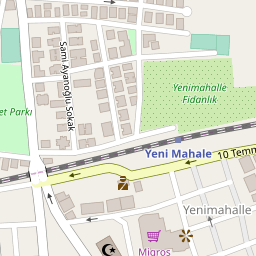 Sami Ayanoğlu Sokak
Yenimahalle
Fidanlık
et Parkı
Yeni Mahale
10 Temm
Yenimahalle
Migros